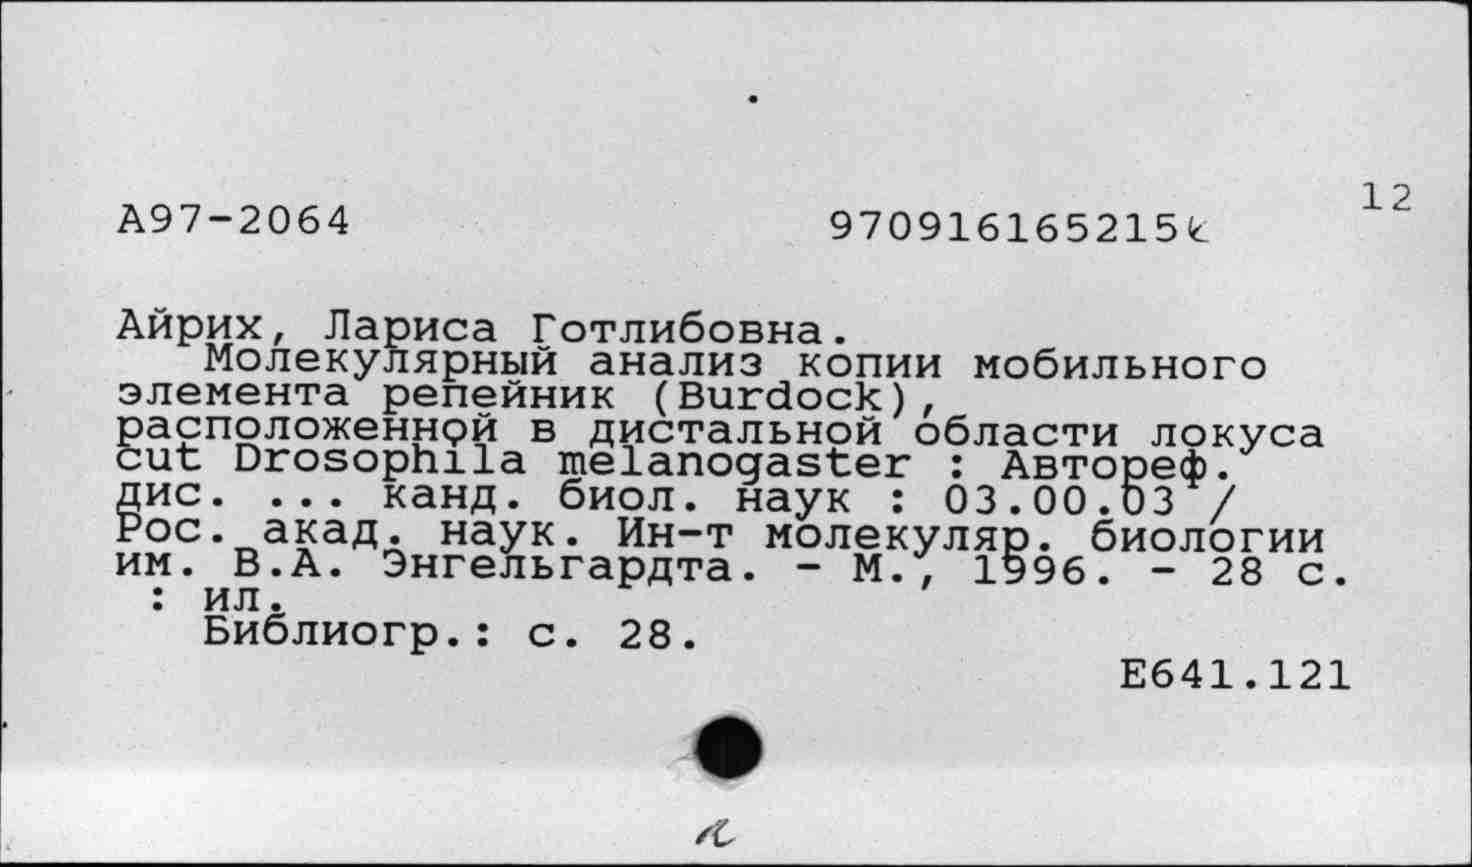 12
А97-2064
970916165215к
Айрих, Лариса Готлибовна.
Молекулярный анализ копии мобильного
элемента репейник (Burdock),
расположенной в дистальной области локуса
cut Drosophila melanogaster : Автореф.
дис. ... канд. биол. наук : 03.00.03 /
Рос. акад. наук. Ин-т молекуляр. биологии
им. В.А. Энгельгардта. - М., 1996. - 28 с.
: ил.
Библиогр.: с. 28.
Е641.121